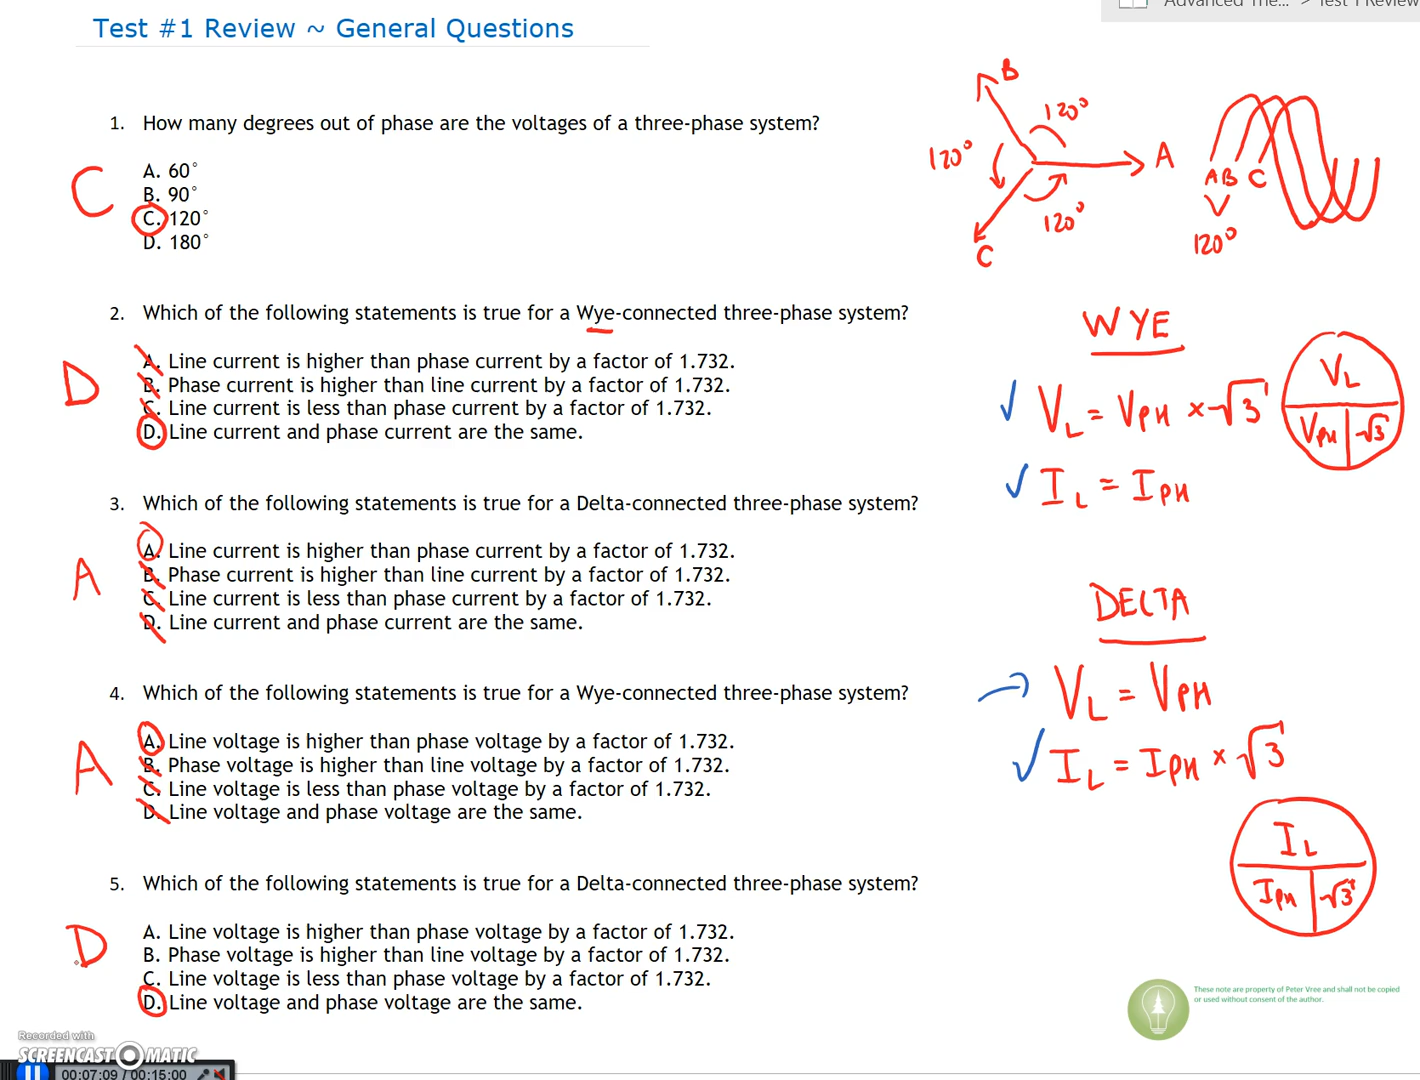 Advanced The... > Test 1 Review
Test #1 Review ~ General Questions
1. How many degrees out of phase are the voltages of a three-phase system?
C
A. 60°
B. 90°
C. 120°
D. 180°
B
120°
120°
A
120°
C
A B C
120°
2. Which of the following statements is true for a Wye-connected three-phase system?
D
A. Line current is higher than phase current by a factor of 1.732.
B. Phase current is higher than line current by a factor of 1.732.
C. Line current is less than phase current by a factor of 1.732.
D. Line current and phase current are the same.
WYE
✓ VL = VPH × √3
VL
VPH √3
✓ IL = IPH
3. Which of the following statements is true for a Delta-connected three-phase system?
A
A. Line current is higher than phase current by a factor of 1.732.
B. Phase current is higher than line current by a factor of 1.732.
C. Line current is less than phase current by a factor of 1.732.
D. Line current and phase current are the same.
DELTA
→ VL = VPH
✓ IL = IPH × √3
4. Which of the following statements is true for a Wye-connected three-phase system?
A
A. Line voltage is higher than phase voltage by a factor of 1.732.
B. Phase voltage is higher than line voltage by a factor of 1.732.
C. Line voltage is less than phase voltage by a factor of 1.732.
D. Line voltage and phase voltage are the same.
IL
IPH √3
5. Which of the following statements is true for a Delta-connected three-phase system?
D
A. Line voltage is higher than phase voltage by a factor of 1.732.
B. Phase voltage is higher than line voltage by a factor of 1.732.
C. Line voltage is less than phase voltage by a factor of 1.732.
D. Line voltage and phase voltage are the same.
These note are property of Peter Vree and shall not be copied
or used without consent of the author.
Recorded with
SCREENCAST-O-MATIC
00:07:09 / 00:15:00